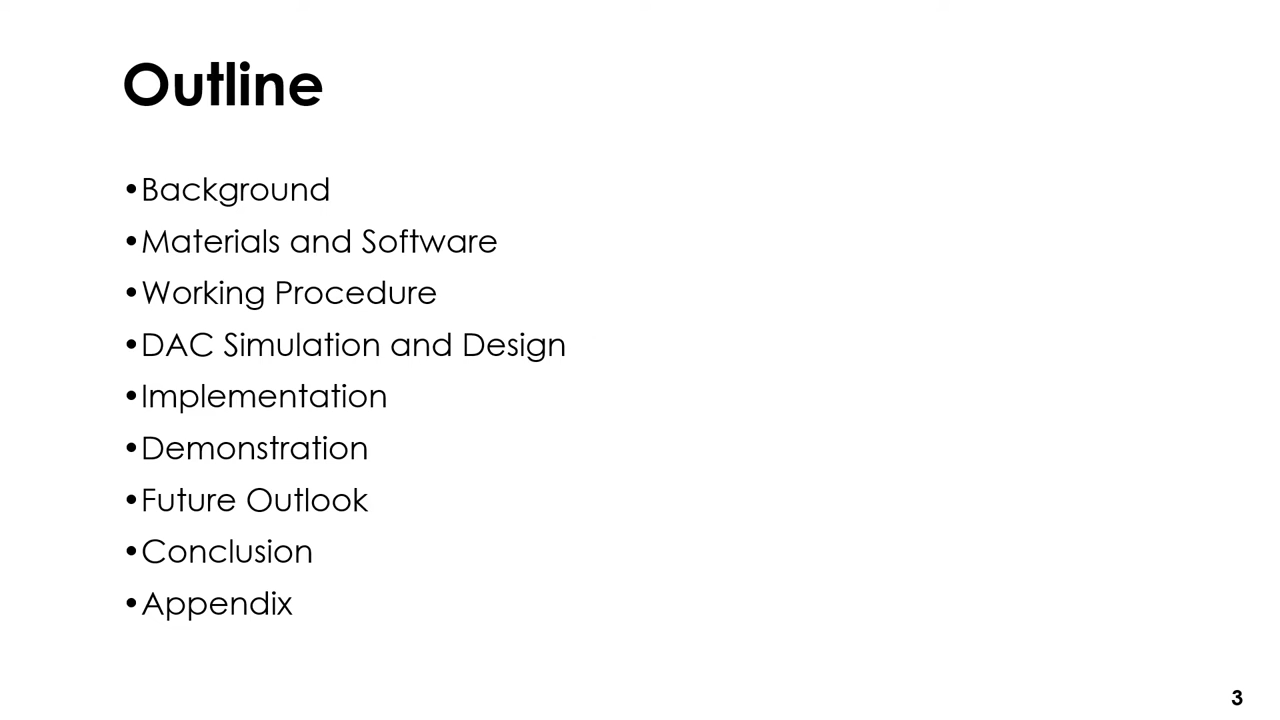 Outline
•Background
•Materials and Software
•Working Procedure
•DAC Simulation and Design
•Implementation
•Demonstration
•Future Outlook
•Conclusion
•Appendix
3